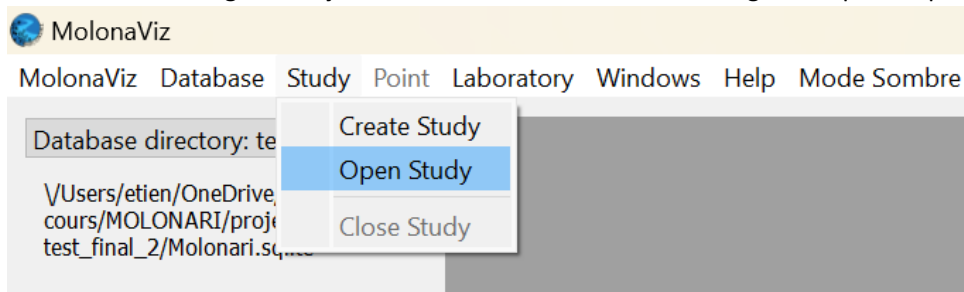 MolonaViz
MolonaViz Database Study Point Laboratory Windows Help Mode Sombre
Create Study
Database directory: te
Open Study
\/Users/etien/OneDrive/
cours/MOLONARI/proje
Close Study
test_final_2/Molonari.sqlite